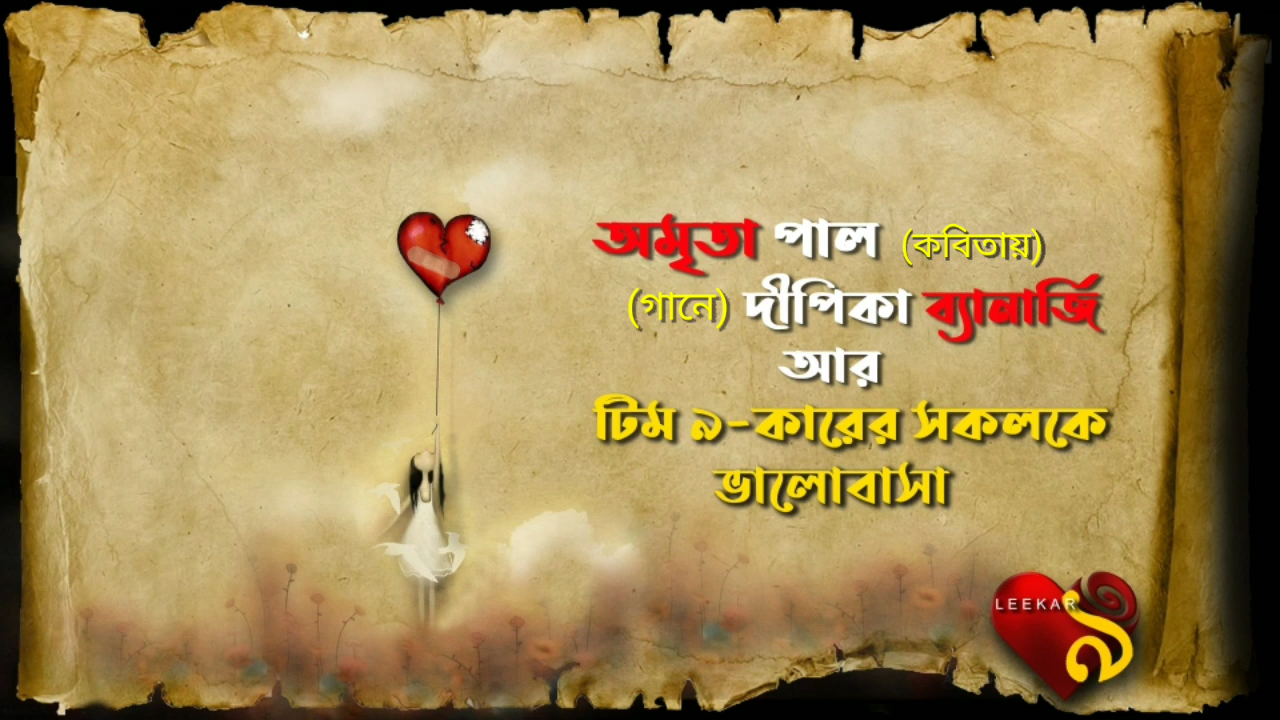 অমৃতা পাল (কবিতায়)
(গানে) দীপিকা ব্যানার্জি
আর
টিম ৯-কারের সকলকে
ভালোবাসা
LEEKAR
৯